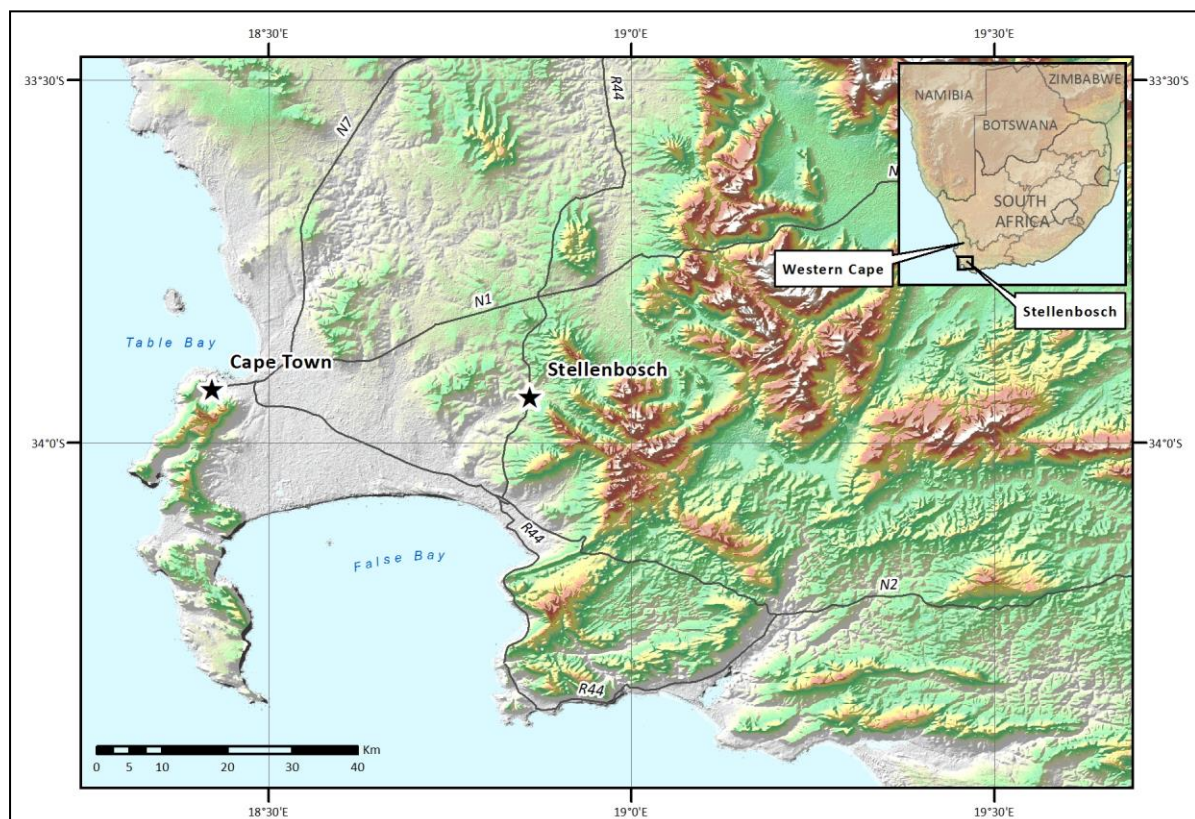 18°30'E
19°0'E
19°30'E
33°30'S
33°30'S
N7
R44
N
NAMIBIA
ZIMBABWE
BOTSWANA
SOUTH
AFRICA
Western Cape
Stellenbosch
N1
Table Bay
Cape Town
Stellenbosch
34°0'S
34°0'S
R44
False Bay
N2
R44
Km
0 5 10 20 30 40
18°30'E
19°0'E
19°30'E